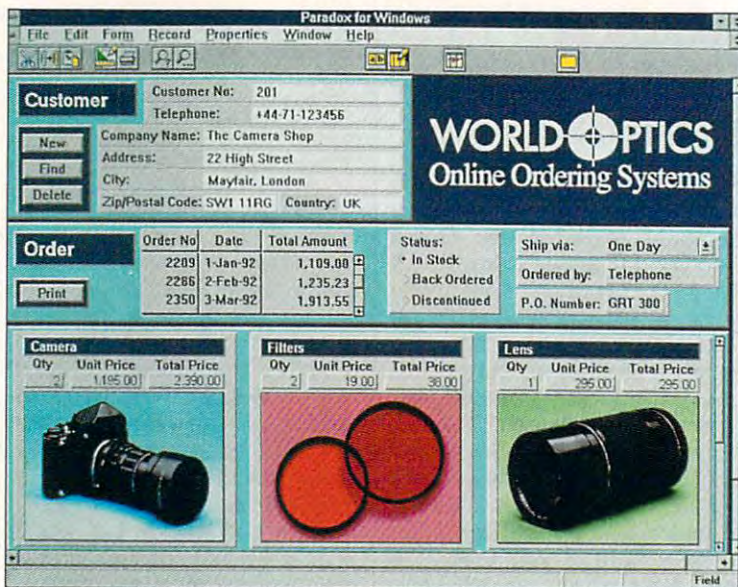 Paradox for Windows
File Edit Form Record Properties Window Help
Customer
Customer No: 201
Telephone: +44-71-123456
New
Find
Delete
Company Name: The Camera Shop
Address: 22 High Street
City: Mayfair, London
Zip/Postal Code: SW1 11RG Country: UK
WORLD OPTICS
Online Ordering Systems
Order
Print
Order No Date Total Amount
2209 1-Jan-92 1,109.00
2286 2-Feb-92 1,235.23
2350 3-Mar-92 1,913.55
Status:
In Stock
Back Ordered
Discontinued
Ship via: One Day
Ordered by: Telephone
P.O. Number: GRT 300
Camera
Qty Unit Price Total Price
2 1,195.00 2,390.00
Filters
Qty Unit Price Total Price
2 19.00 38.00
Lens
Qty Unit Price Total Price
1 295.00 295.00
Field